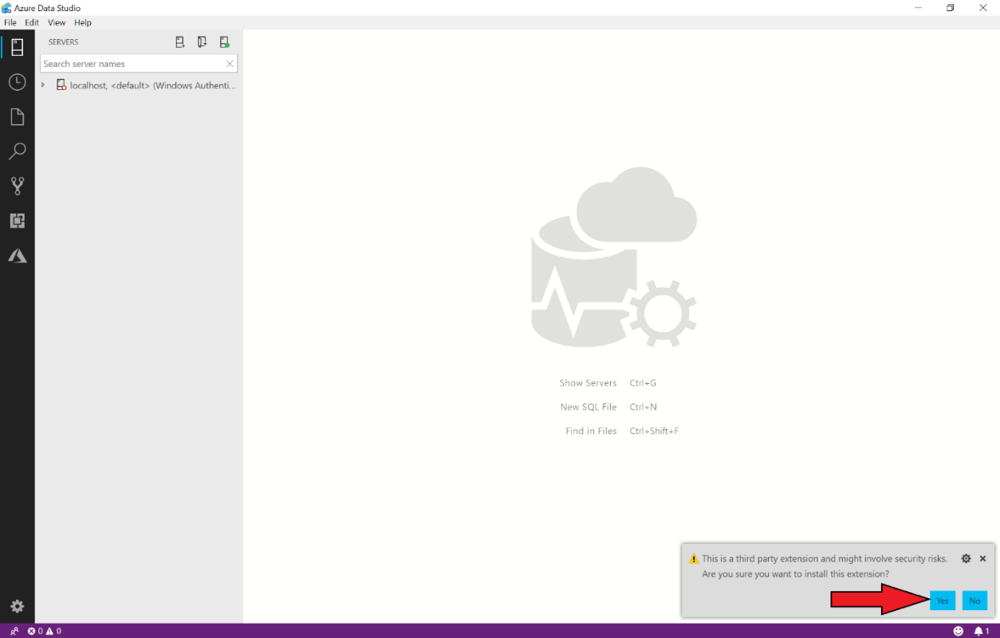 Azure Data Studio
File Edit View Help
SERVERS
Search server names
localhost, <default> (Windows Authenti...
Show Servers Ctrl+G
New SQL File Ctrl+N
Find in Files Ctrl+Shift+F
This is a third party extension and might involve security risks.
Are you sure you want to install this extension?
Yes No
0 0 1